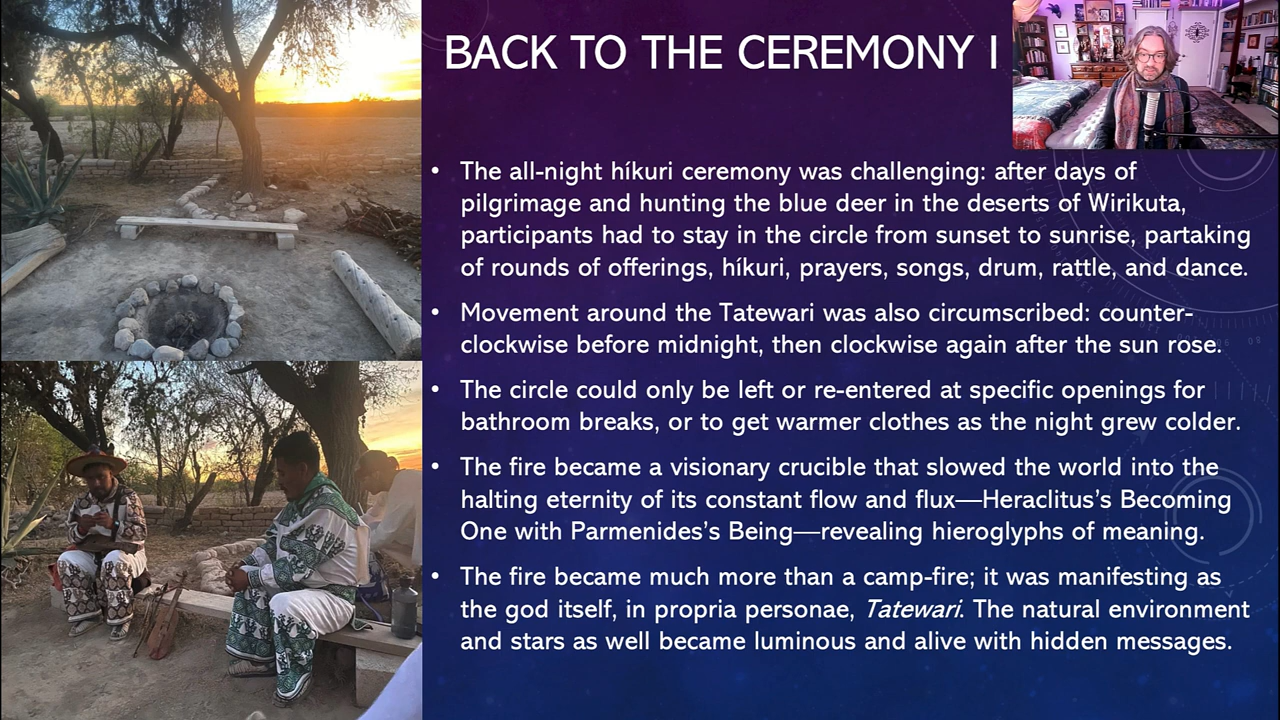 BACK TO THE CEREMONY I
• The all-night híkuri ceremony was challenging: after days of
pilgrimage and hunting the blue deer in the deserts of Wirikuta,
participants had to stay in the circle from sunset to sunrise, partaking
of rounds of offerings, híkuri, prayers, songs, drum, rattle, and dance.
• Movement around the Tatewari was also circumscribed: counter-
clockwise before midnight, then clockwise again after the sun rose.
• The circle could only be left or re-entered at specific openings for
bathroom breaks, or to get warmer clothes as the night grew colder.
• The fire became a visionary crucible that slowed the world into the
halting eternity of its constant flow and flux—Heraclitus’s Becoming
One with Parmenides’s Being—revealing hieroglyphs of meaning.
• The fire became much more than a camp-fire; it was manifesting as
the god itself, in propria personae, Tatewari. The natural environment
and stars as well became luminous and alive with hidden messages.